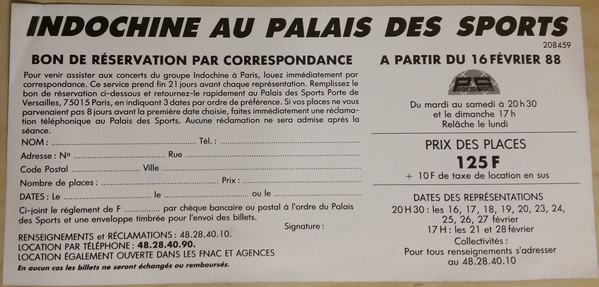 INDOCHINE AU PALAIS DES SPORTS
208459
BON DE RÉSERVATION PAR CORRESPONDANCE
Pour venir assister aux concerts du groupe Indochine à Paris, louez immédiatement par
correspondance. Ce service prend fin 21 jours avant chaque représentation. Remplissez le
bon de réservation ci-dessous et retournez-le rapidement au Palais des Sports Porte de
Versailles, 75015 Paris, en indiquant 3 dates par ordre de préférence. Si vos places ne vous
parvenaient pas 8 jours avant la première date choisie, faites immédiatement une réclama-
tion téléphonique au Palais des Sports. Aucune réclamation ne sera admise après la
séance.
NOM : ........................ Tél. : ........................
Adresse : N° ........................ Rue ........................
Code Postal ........................ Ville ........................
Nombre de places : ........................ Prix : ........................
DATES : Le ........................ le ........................ ou le ........................
Ci-joint le réglement de F ........................ par chéque bancaire ou postal à l'ordre du Palais
des Sports et une enveloppe timbrée pour l'envoi des billets.
Signature :
RENSEIGNEMENTS et RÉCLAMATIONS : 48.28.40.10.
LOCATION PAR TÉLÉPHONE : 48.28.40.90.
LOCATION ÉGALEMENT OUVERTE DANS LES FNAC ET AGENCES
En aucun cas les billets ne seront échangés ou remboursés.
A PARTIR DU 16 FÉVRIER 88
Du mardi au samedi à 20 h 30
et le dimanche 17 h
Relâche le lundi
PRIX DES PLACES
125 F
+ 10 F de taxe de location en sus
DATES DES REPRÉSENTATIONS
20 H 30 : les 16, 17, 18, 19, 20, 23, 24,
25, 26, 27 février
17 H : les 21 et 28 février
Collectivités :
Pour tous renseignements s'adresser
au 48.28.40.10